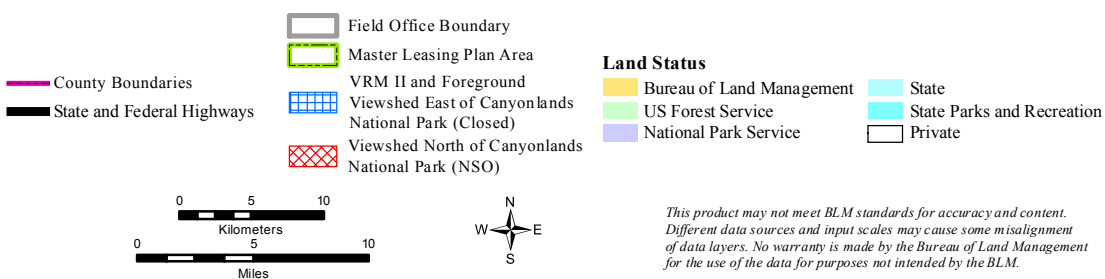 County Boundaries
State and Federal Highways
Field Office Boundary
Master Leasing Plan Area
VRM II and Foreground
Viewshed East of Canyonlands
National Park (Closed)
Viewshed North of Canyonlands
National Park (NSO)
Land Status
Bureau of Land Management
US Forest Service
National Park Service
State
State Parks and Recreation
Private
0 5 10
Kilometers
0 5 10
Miles
N
W E
S
This product may not meet BLM standards for accuracy and content.
Different data sources and input scales may cause some misalignment
of data layers. No warranty is made by the Bureau of Land Management
for the use of the data for purposes not intended by the BLM.